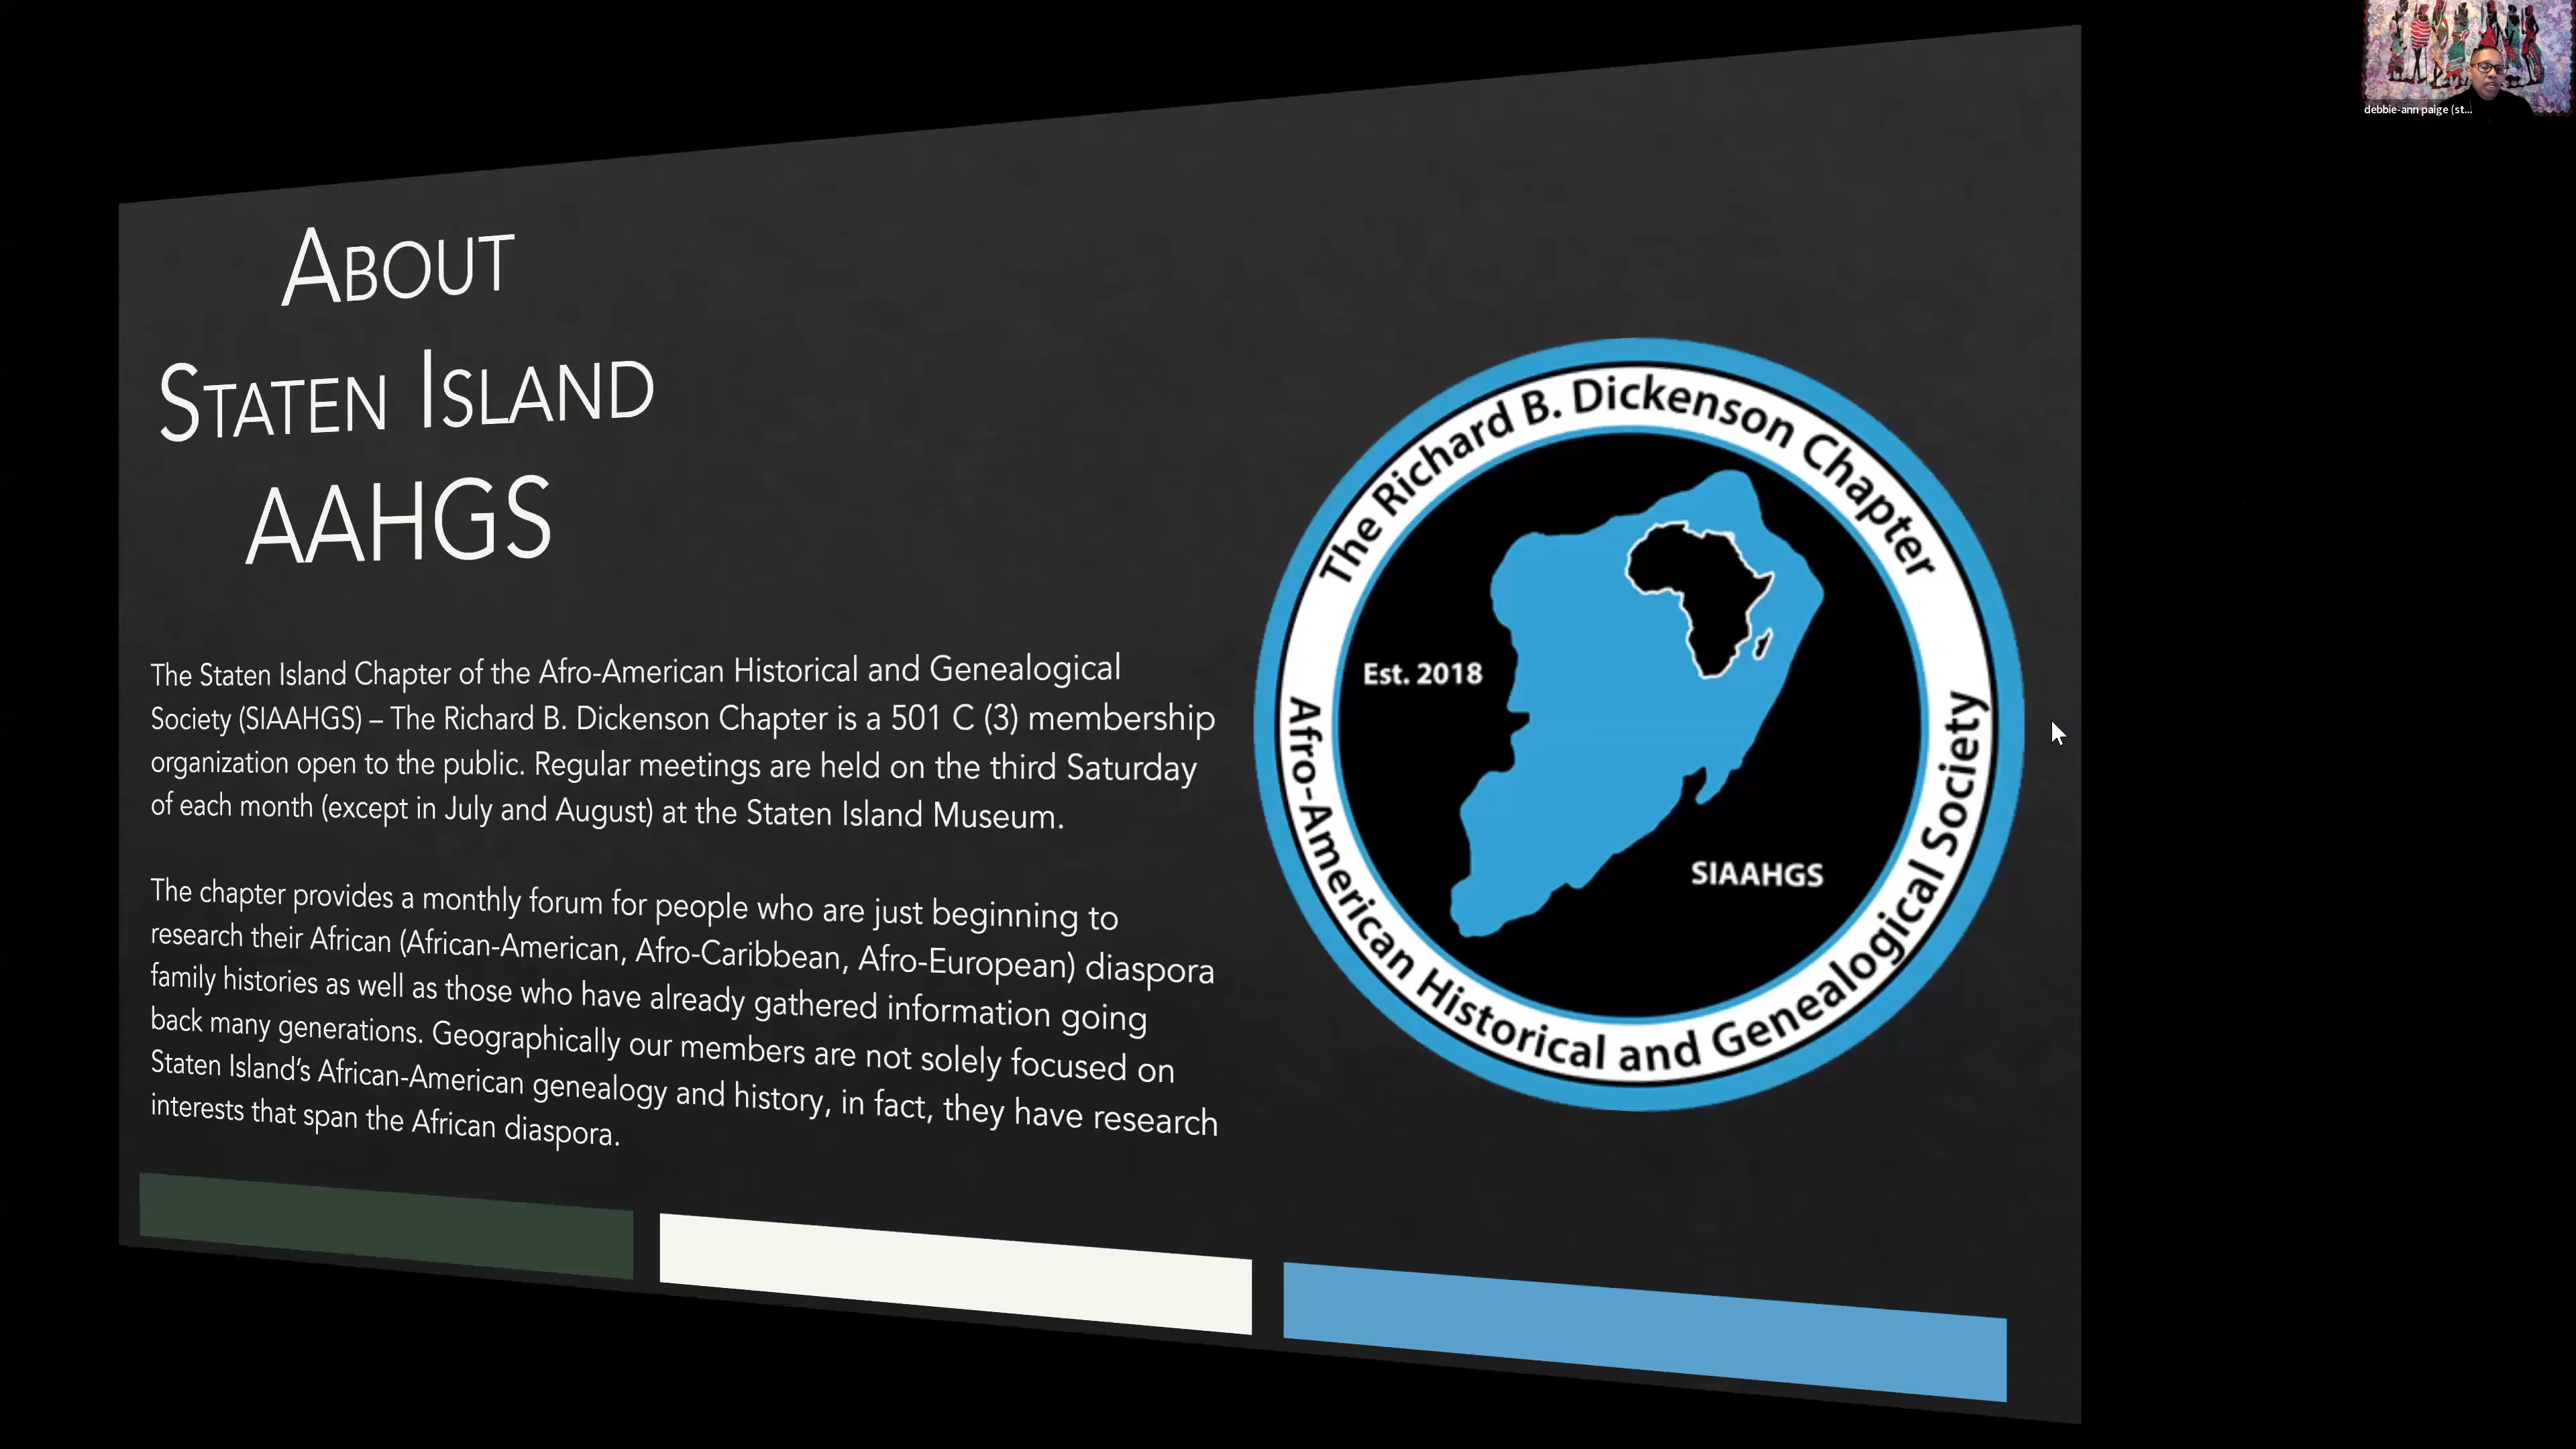 debbie-ann paige (st...
ABOUT
STATEN ISLAND
AAHGS
The Staten Island Chapter of the Afro-American Historical and Genealogical
Society (SIAAHGS) – The Richard B. Dickenson Chapter is a 501 C (3) membership
organization open to the public. Regular meetings are held on the third Saturday
of each month (except in July and August) at the Staten Island Museum.
The chapter provides a monthly forum for people who are just beginning to
research their African (African-American, Afro-Caribbean, Afro-European) diaspora
family histories as well as those who have already gathered information going
back many generations. Geographically our members are not solely focused on
Staten Island’s African-American genealogy and history, in fact, they have research
interests that span the African diaspora.
The Richard B. Dickenson Chapter
Est. 2018
SIAAHGS
Afro-American Historical and Genealogical Society